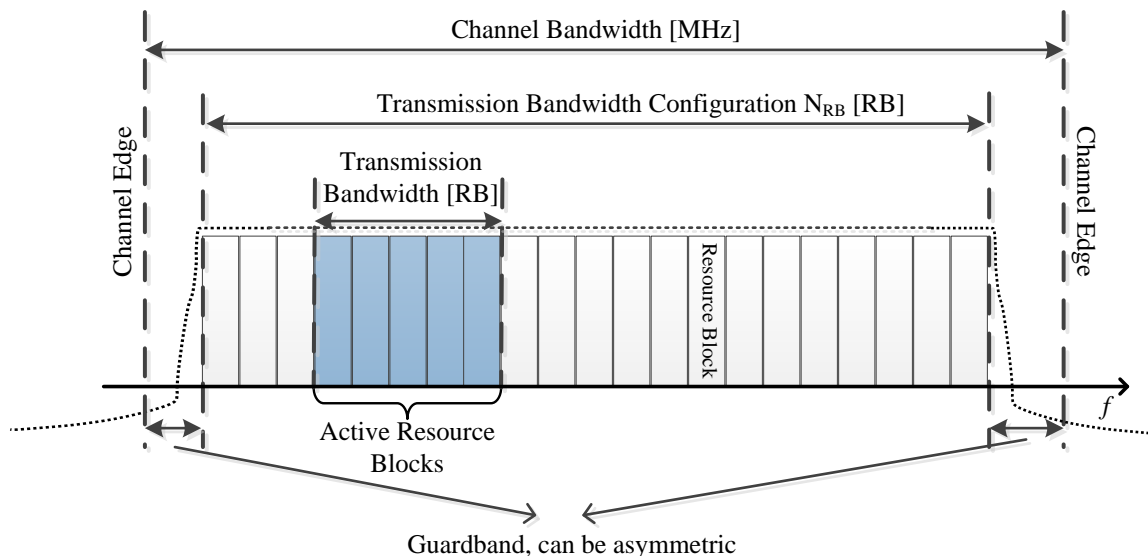 Channel Bandwidth [MHz]
Transmission Bandwidth Configuration NRB [RB]
Transmission
Bandwidth [RB]
Channel Edge
Channel Edge
Resource Block
f
Active Resource
Blocks
Guardband, can be asymmetric